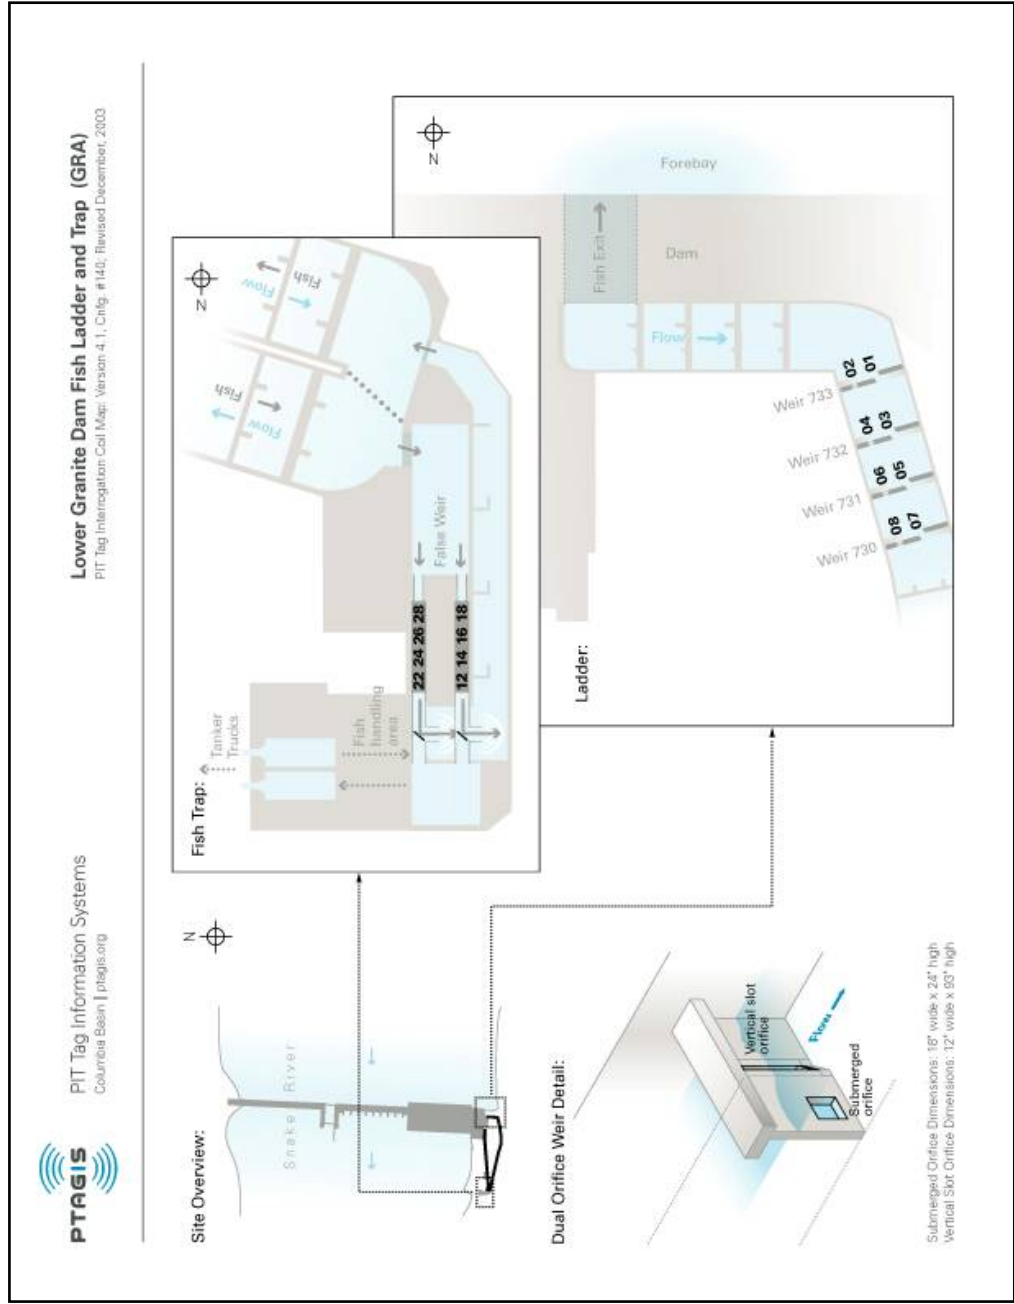 PTAGIS
PIT Tag Information Systems
Columbia Basin | ptagis.org
Lower Granite Dam Fish Ladder and Trap (GRA)
PIT Tag Interrogation Coil Map: Version 4.1, Cnfg. #140; Revised December, 2003
Site Overview:
N
Snake River
Fish Trap:
Tanker
Trucks
Fish
handling
area
22 24 26 28
12 14 16 18
False Weir
Flow
Fish
Flow
Flow
Fish
Flow
N
Dual Orifice Weir Detail:
Vertical slot
orifice
Submerged
orifice
Flow
Submerged Orifice Dimensions: 18" wide x 24" high
Vertical Slot Orifice Dimensions: 12" wide x 93" high
Ladder:
N
Forebay
Dam
Fish Exit
Flow
Weir 733
02
01
Weir 732
04
03
Weir 731
06
05
Weir 730
08
07